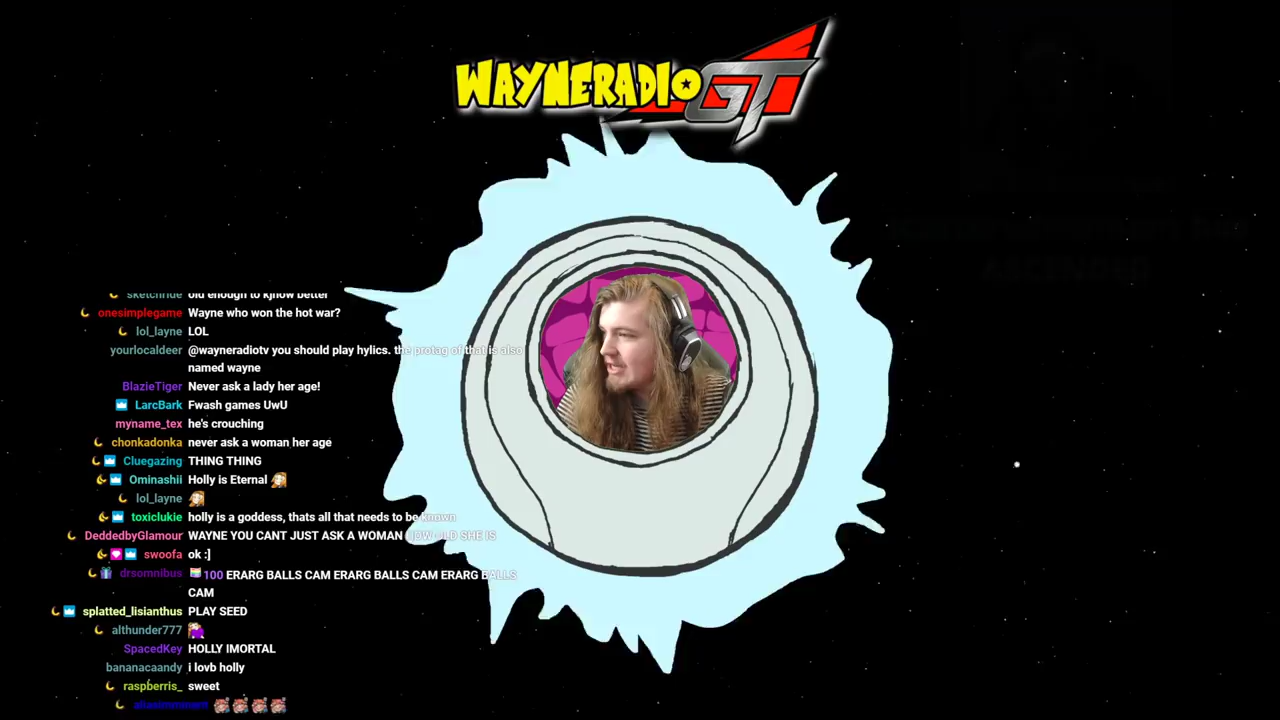 WAYNERADIO GT
sketchride old enough to kjnow better
onesimplegame Wayne who won the hot war?
lol_layne LOL
yourlocaldeer @wayneradiotv you should play hylics. the protag of that is also
named wayne
BlazieTiger Never ask a lady her age!
LarcBark Fwash games UwU
myname_tex he's crouching
chonkadonka never ask a woman her age
Cluegazing THING THING
Ominashii Holly is Eternal
lol_layne
toxiclukie holly is a goddess, thats all that needs to be known
DeddedbyGlamour WAYNE YOU CANT JUST ASK A WOMAN HOW OLD SHE IS
swoofa ok :]
drsomnibus 100 ERARG BALLS CAM ERARG BALLS CAM ERARG BALLS
CAM
splatted_lisianthus PLAY SEED
althunder777
SpacedKey HOLLY IMORTAL
bananacaandy i lovb holly
raspberris_ sweet